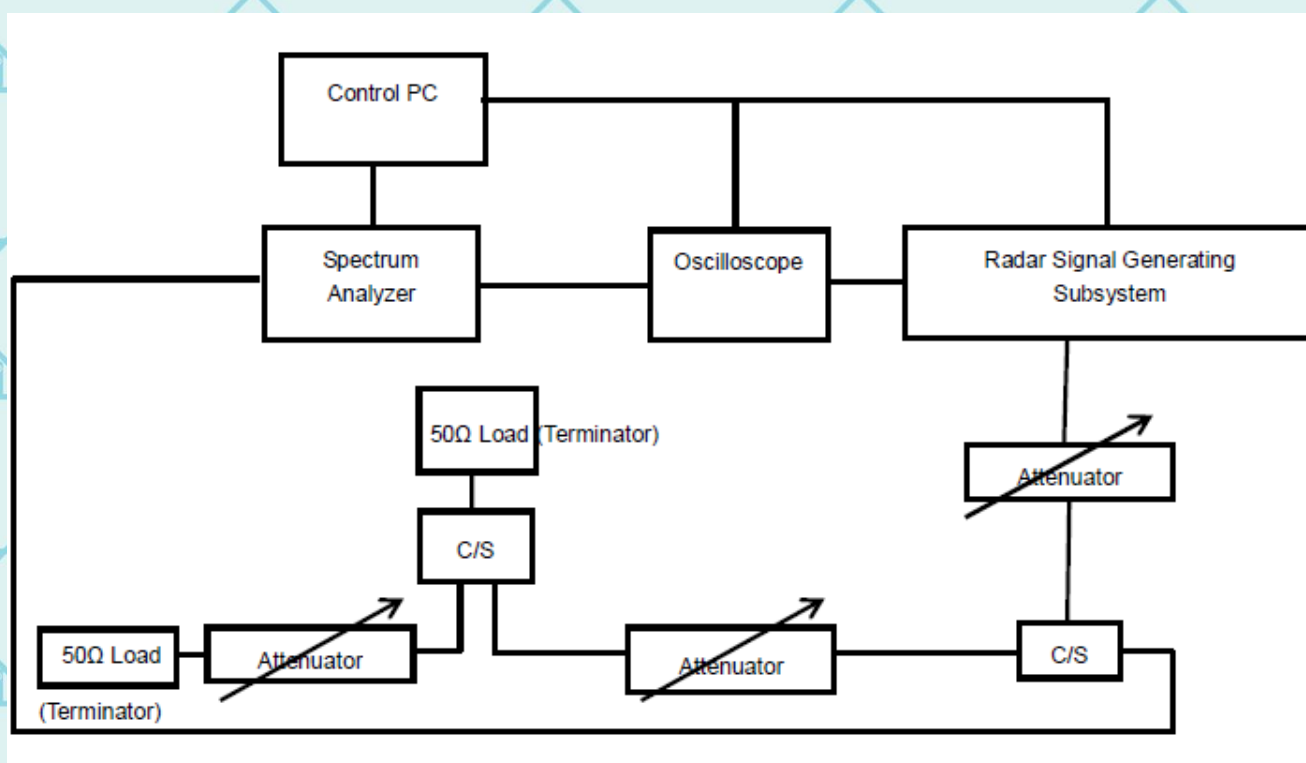 Control PC
Spectrum
Analyzer
Oscilloscope
Radar Signal Generating
Subsystem
50Ω Load (Terminator)
Attenuator
C/S
50Ω Load
(Terminator)
Attenuator
Attenuator
C/S